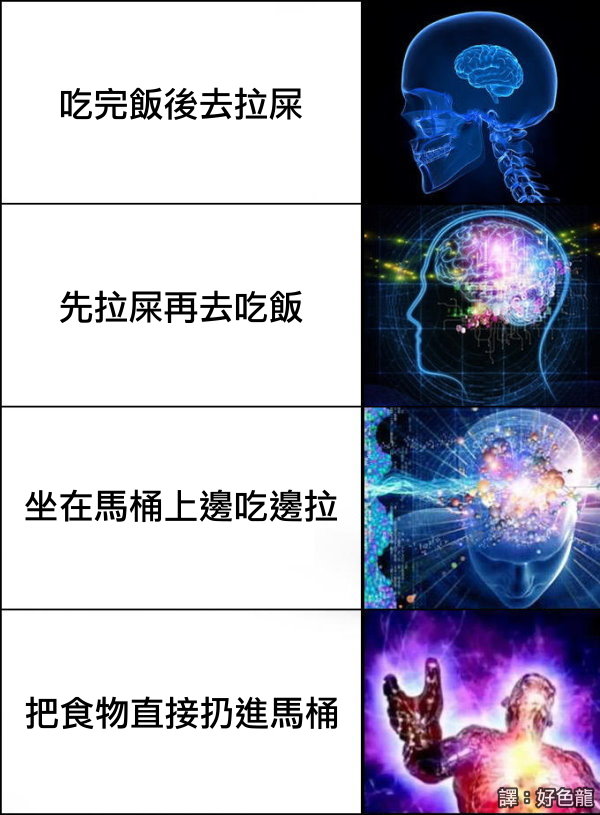 吃完飯後去拉屎
先拉屎再去吃飯
坐在馬桶上邊吃邊拉
把食物直接扔進馬桶
譯：好色龍